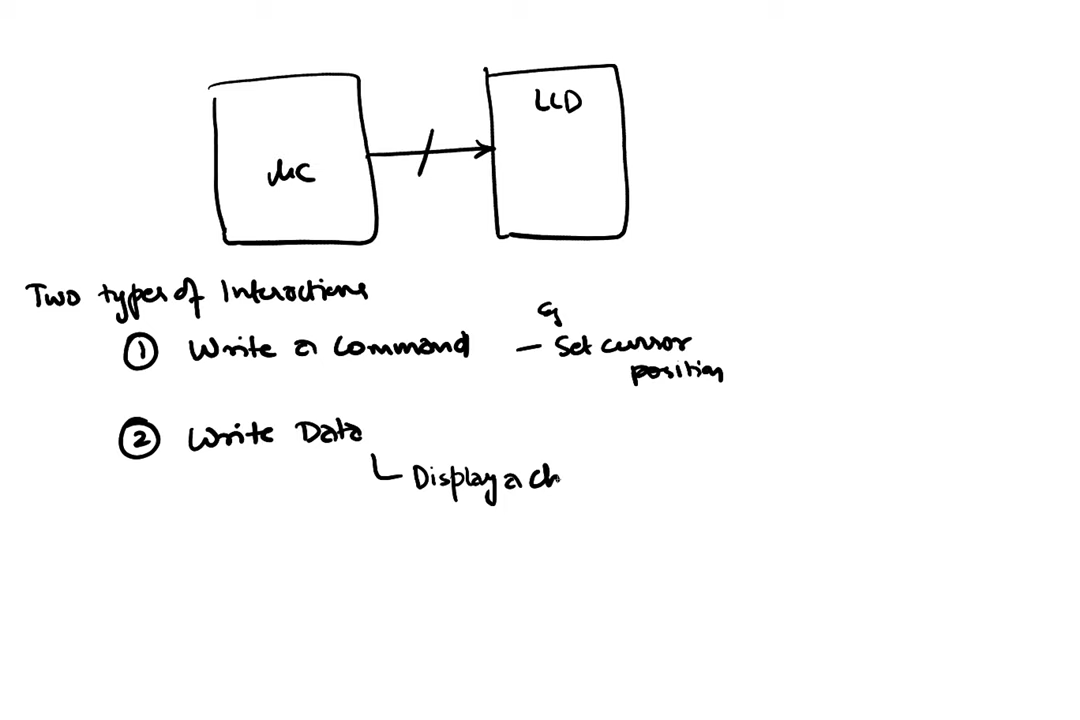 LCD
μC
Two types of Interactions
① Write a Command
Eg
– Set cursor
position
② Write Data
Display a ch